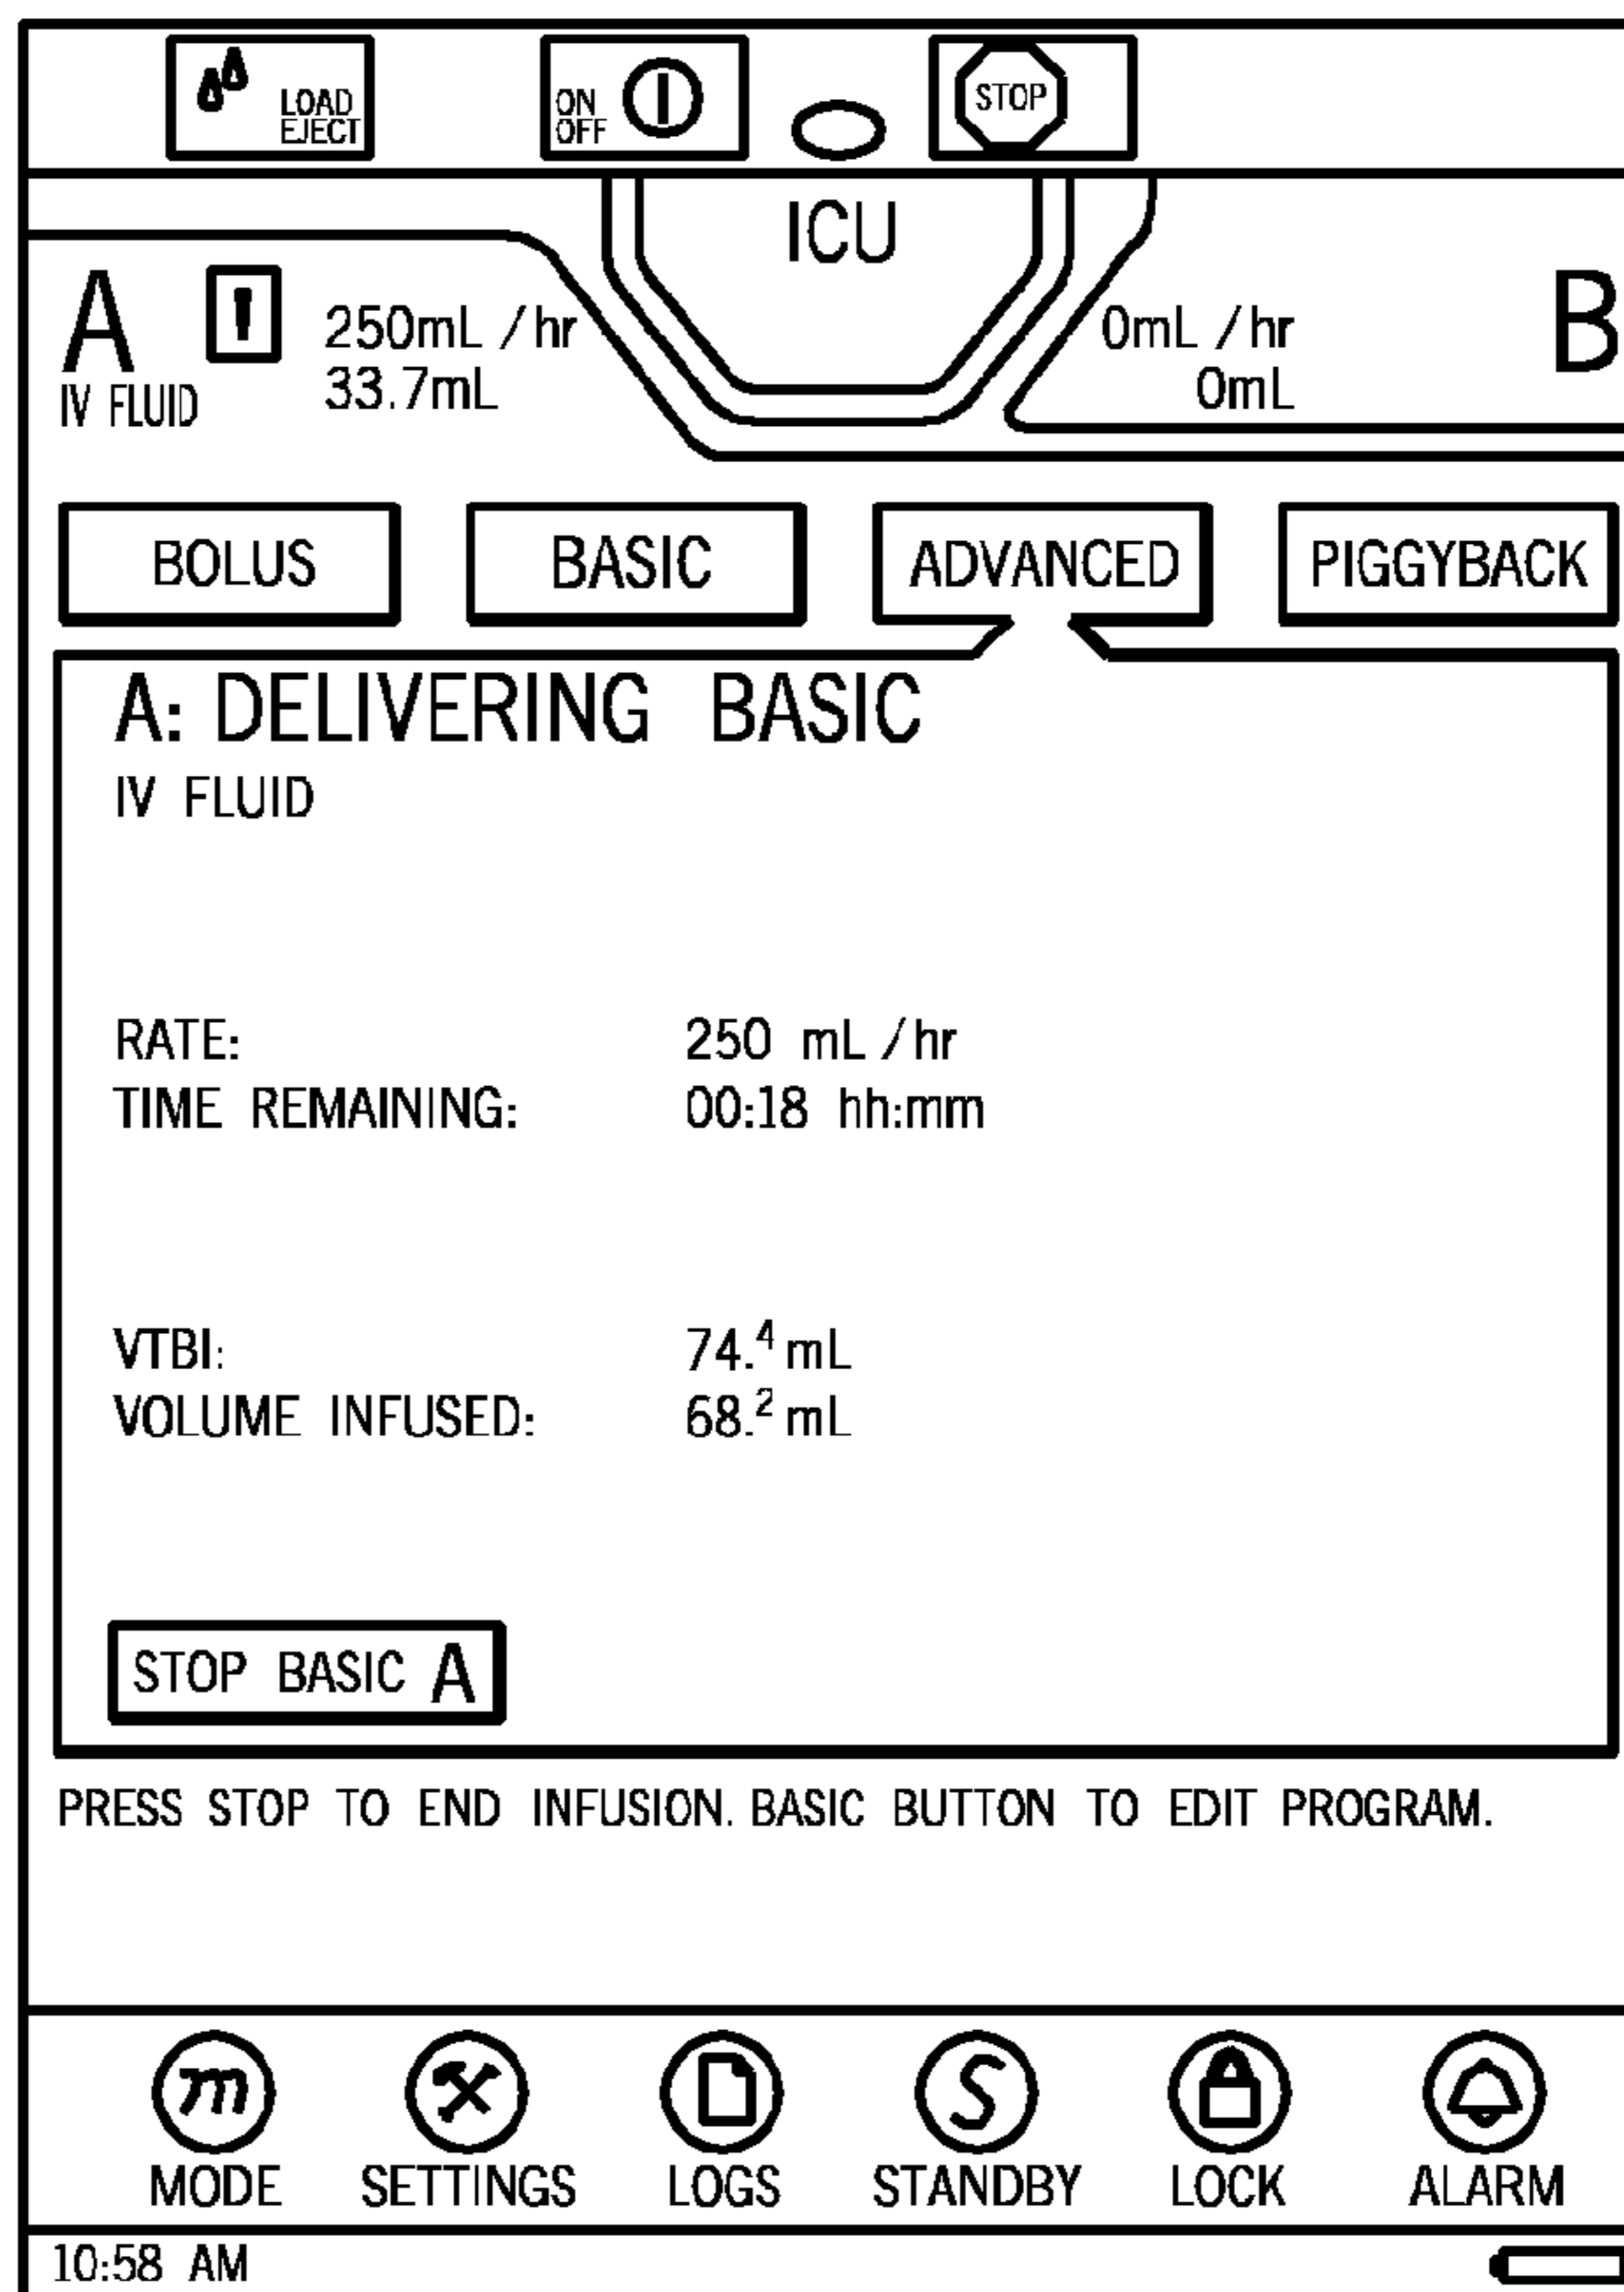 LOAD
EJECT
ON
OFF
STOP
ICU
A
250mL /hr
33.7mL
IV FLUID
0mL /hr
0mL
B
BOLUS
BASIC
ADVANCED
PIGGYBACK
A: DELIVERING BASIC
IV FLUID
RATE: 250 mL /hr
TIME REMAINING: 00:18 hh:mm
VTBI: 74.⁴ mL
VOLUME INFUSED: 68.² mL
STOP BASIC A
PRESS STOP TO END INFUSION. BASIC BUTTON TO EDIT PROGRAM.
m
S
MODE
SETTINGS
LOGS
STANDBY
LOCK
ALARM
10:58 AM